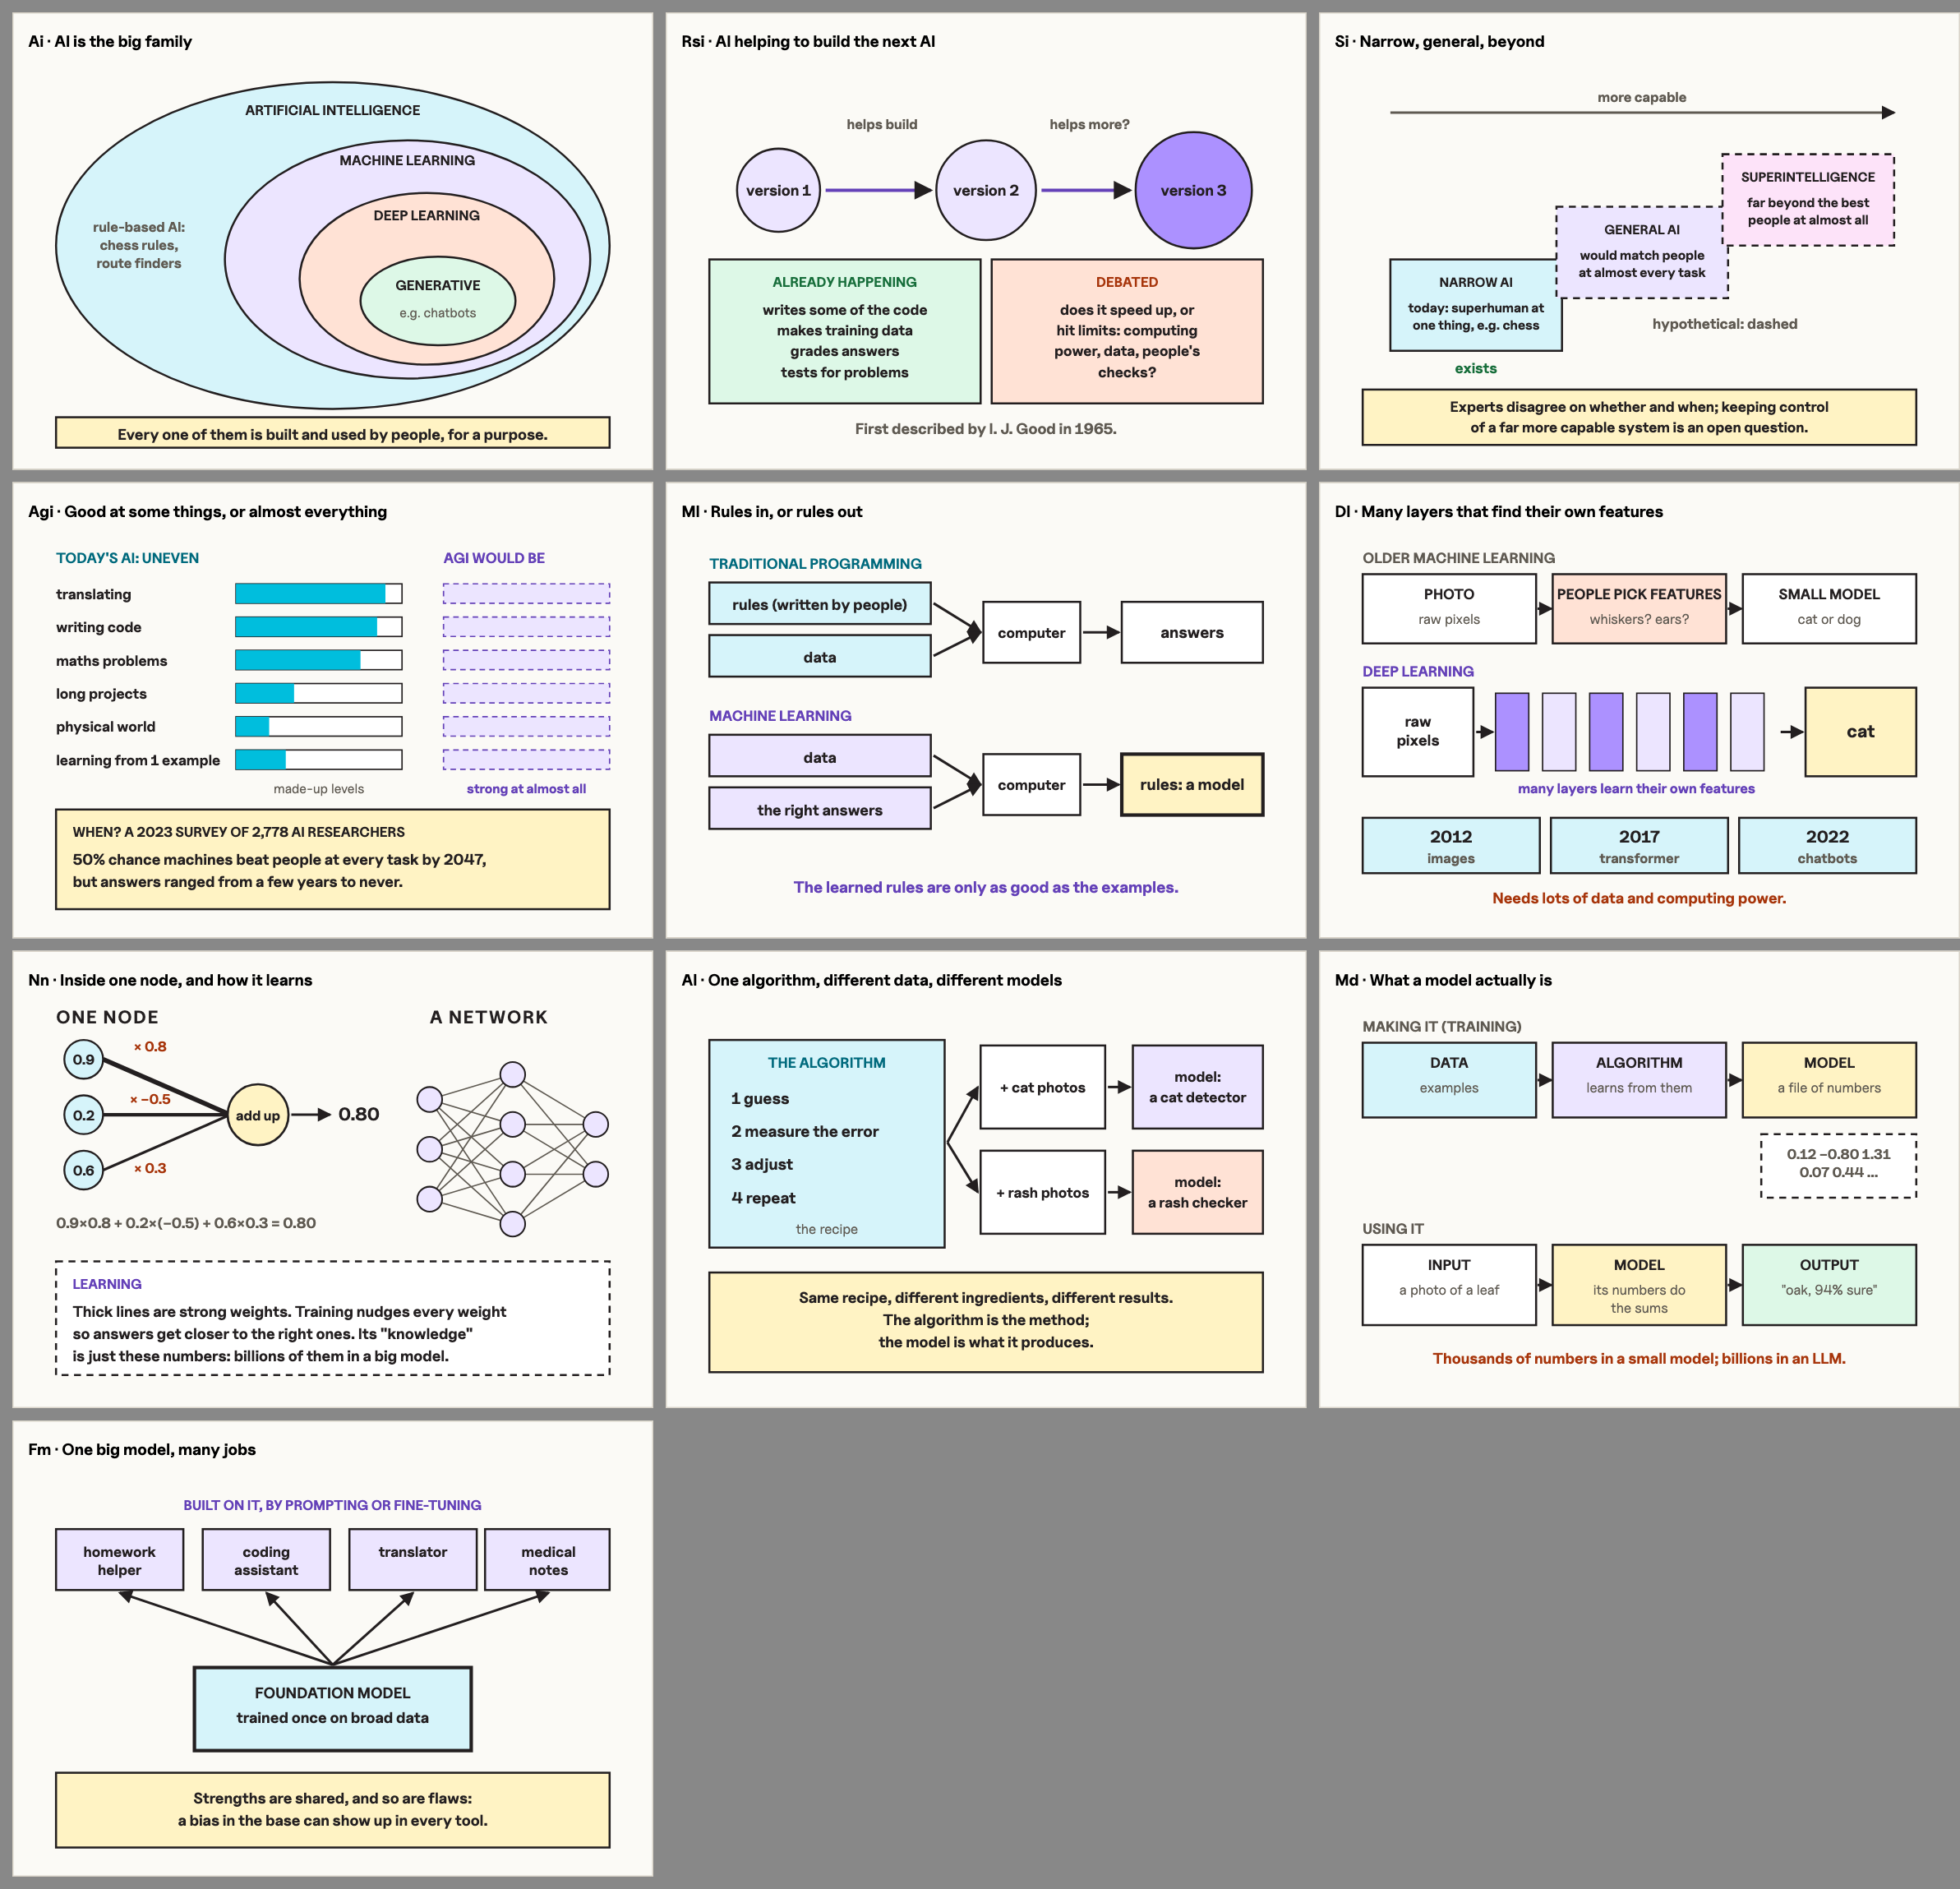 Ai · AI is the big family
ARTIFICIAL INTELLIGENCE
MACHINE LEARNING
DEEP LEARNING
rule-based AI:
chess rules,
route finders
GENERATIVE
e.g. chatbots
Every one of them is built and used by people, for a purpose.
Rsi · AI helping to build the next AI
helps build
helps more?
version 1
version 2
version 3
ALREADY HAPPENING
writes some of the code
makes training data
grades answers
tests for problems
DEBATED
does it speed up, or
hit limits: computing
power, data, people's
checks?
First described by I. J. Good in 1965.
Si · Narrow, general, beyond
more capable
SUPERINTELLIGENCE
far beyond the best
people at almost all
GENERAL AI
would match people
at almost every task
NARROW AI
today: superhuman at
one thing, e.g. chess
hypothetical: dashed
exists
Experts disagree on whether and when; keeping control
of a far more capable system is an open question.
Agi · Good at some things, or almost everything
TODAY'S AI: UNEVEN
AGI WOULD BE
translating
writing code
maths problems
long projects
physical world
learning from 1 example
made-up levels
strong at almost all
WHEN? A 2023 SURVEY OF 2,778 AI RESEARCHERS
50% chance machines beat people at every task by 2047,
but answers ranged from a few years to never.
Ml · Rules in, or rules out
TRADITIONAL PROGRAMMING
rules (written by people)
data
computer
answers
MACHINE LEARNING
data
the right answers
computer
rules: a model
The learned rules are only as good as the examples.
Dl · Many layers that find their own features
OLDER MACHINE LEARNING
PHOTO
raw pixels
PEOPLE PICK FEATURES
whiskers? ears?
SMALL MODEL
cat or dog
DEEP LEARNING
raw
pixels
cat
many layers learn their own features
2012
images
2017
transformer
2022
chatbots
Needs lots of data and computing power.
Nn · Inside one node, and how it learns
ONE NODE
A NETWORK
0.9
× 0.8
0.2
× −0.5
add up
0.80
0.6
× 0.3
0.9×0.8 + 0.2×(−0.5) + 0.6×0.3 = 0.80
LEARNING
Thick lines are strong weights. Training nudges every weight
so answers get closer to the right ones. Its "knowledge"
is just these numbers: billions of them in a big model.
Al · One algorithm, different data, different models
THE ALGORITHM
1 guess
2 measure the error
3 adjust
4 repeat
the recipe
+ cat photos
model:
a cat detector
+ rash photos
model:
a rash checker
Same recipe, different ingredients, different results.
The algorithm is the method;
the model is what it produces.
Md · What a model actually is
MAKING IT (TRAINING)
DATA
examples
ALGORITHM
learns from them
MODEL
a file of numbers
0.12 −0.80 1.31
0.07 0.44 ...
USING IT
INPUT
a photo of a leaf
MODEL
its numbers do
the sums
OUTPUT
"oak, 94% sure"
Thousands of numbers in a small model; billions in an LLM.
Fm · One big model, many jobs
BUILT ON IT, BY PROMPTING OR FINE-TUNING
homework
helper
coding
assistant
translator
medical
notes
FOUNDATION MODEL
trained once on broad data
Strengths are shared, and so are flaws:
a bias in the base can show up in every tool.